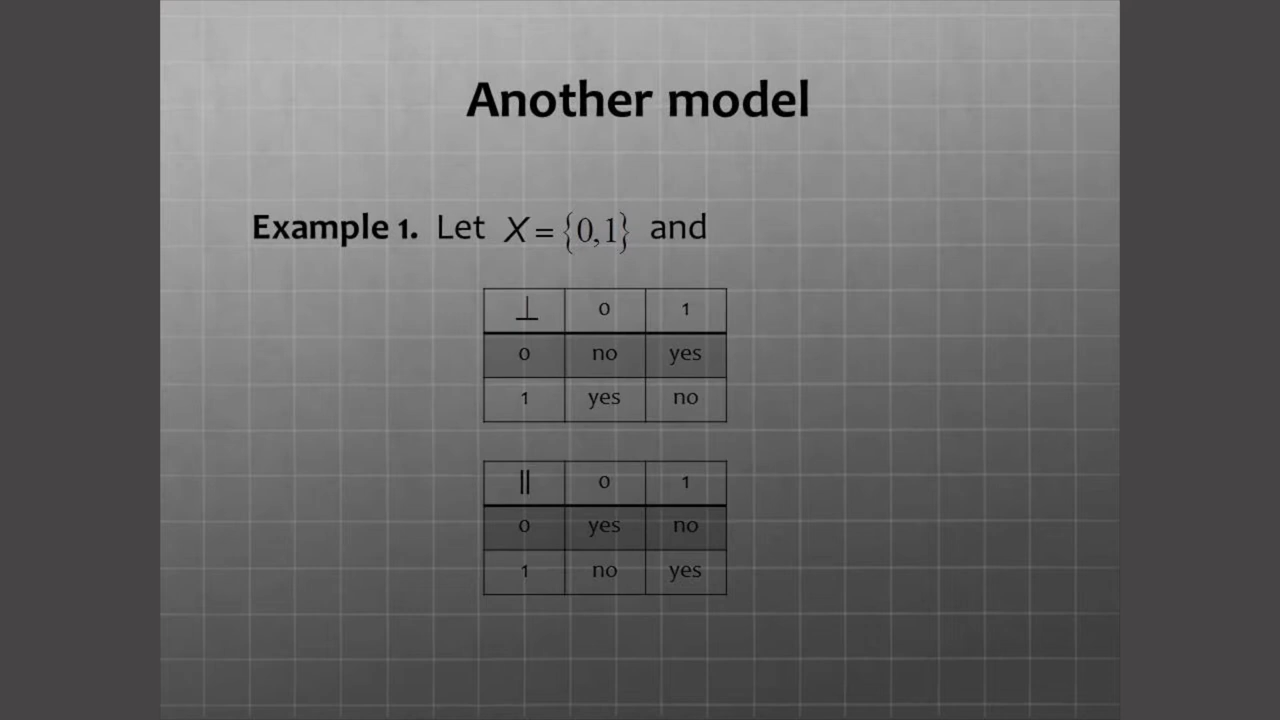 Another model
Example 1. Let X = {0,1} and
⊥ 0 1
0 no yes
1 yes no
|| 0 1
0 yes no
1 no yes